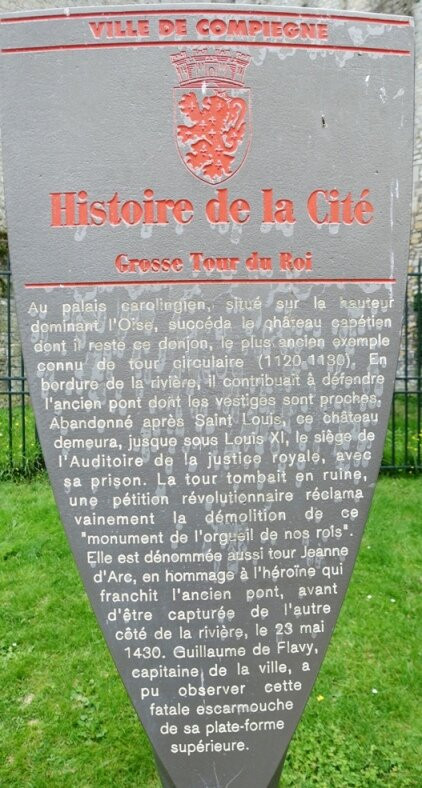 VILLE DE COMPIEGNE
Histoire de la Cité
Grosse Tour du Roi
Au palais carolingien, situé sur la hauteur
dominant l'Oise, succéda le château capétien
dont il reste ce donjon, le plus ancien exemple
connu de tour circulaire (1120-1130). En
bordure de la rivière, il contribuait à défendre
l'ancien pont dont les vestiges sont proches.
Abandonné après Saint Louis, ce château
demeura, jusque sous Louis XI, le siège de
l'Auditoire de la justice royale, avec
sa prison. La tour tombait en ruine,
une pétition révolutionnaire réclama
vainement la démolition de ce
"monument de l'orgueil de nos rois".
Elle est dénommée aussi tour Jeanne
d'Arc, en hommage à l'héroïne qui
franchit l'ancien pont, avant
d'être capturée de l'autre
côté de la rivière, le 23 mai
1430. Guillaume de Flavy,
capitaine de la ville, a
pu observer cette
fatale escarmouche
de sa plate-forme
supérieure.